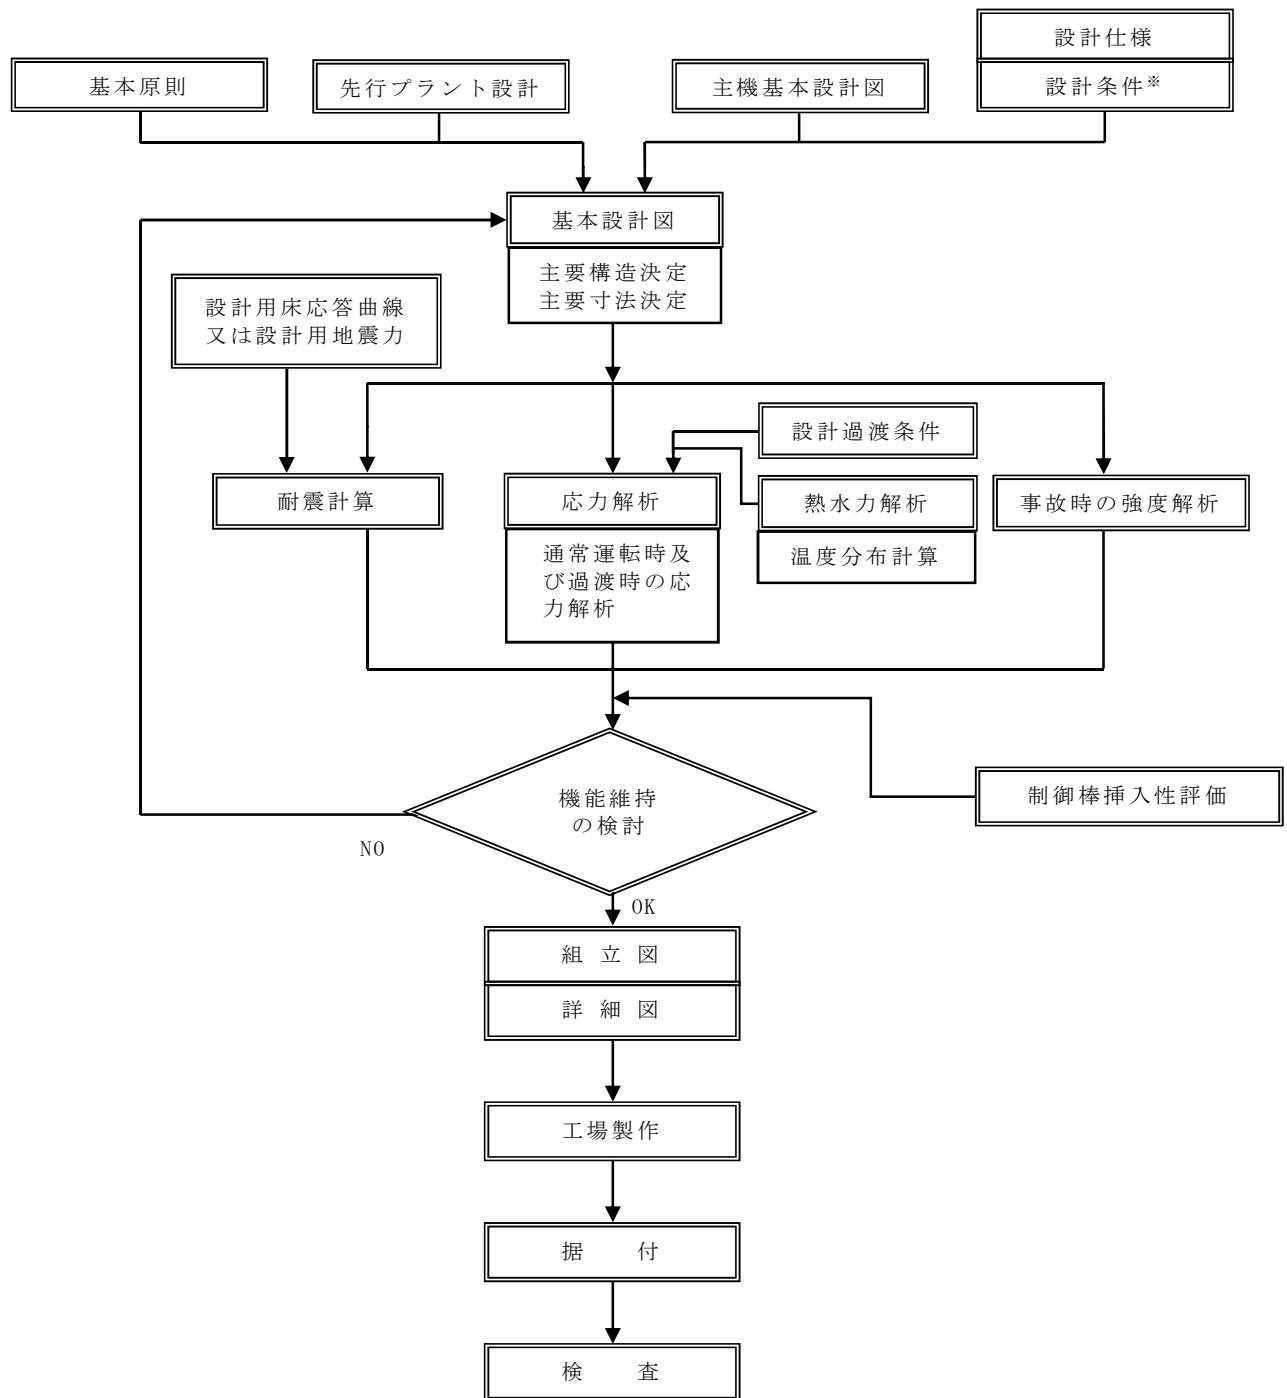 設計仕様
基本原則
先行プラント設計
主機基本設計図
設計条件※
基本設計図
主要構造決定
主要寸法決定
設計用床応答曲線
又は設計用地震力
設計過渡条件
耐震計算
応力解析
熱水力解析
事故時の強度解析
通常運転時及
び過渡時の応
力解析
温度分布計算
機能維持
の検討
制御棒挿入性評価
NO
OK
組立図
詳細図
工場製作
据付
検査